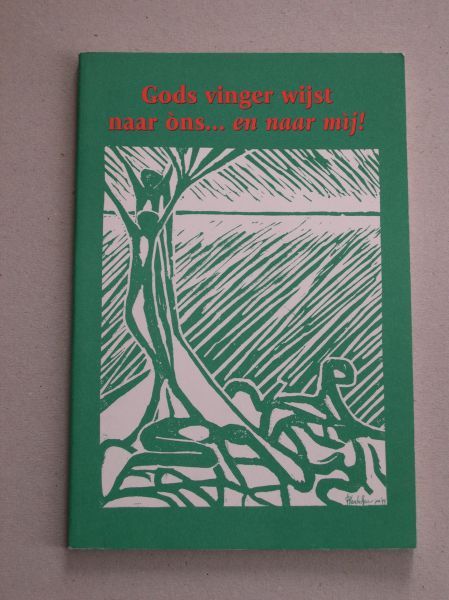 Gods vinger wijst
naar òns... en naar mij!